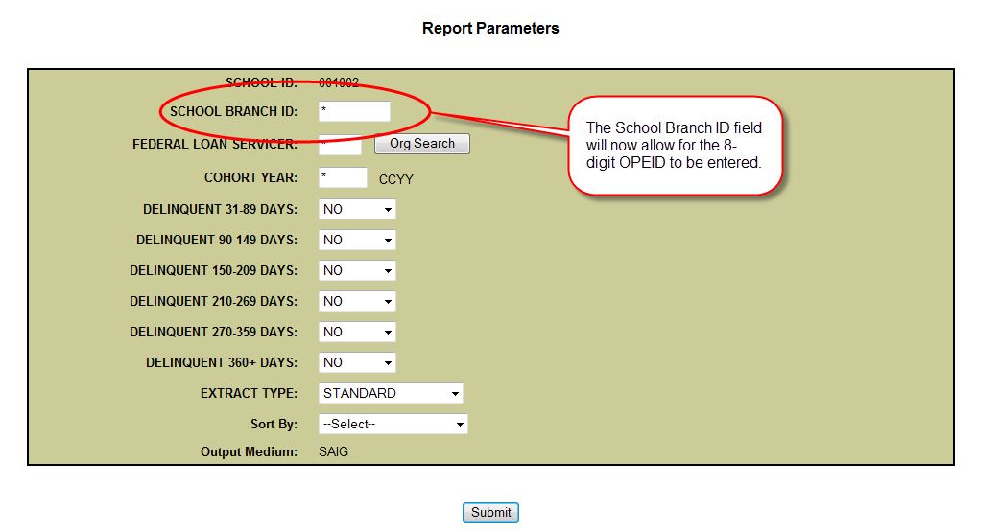 Report Parameters
SCHOOL ID: 001002
SCHOOL BRANCH ID: *
The School Branch ID field
will now allow for the 8-
digit OPEID to be entered.
FEDERAL LOAN SERVICER: * Org Search
COHORT YEAR: * CCYY
DELINQUENT 31-89 DAYS: NO
DELINQUENT 90-149 DAYS: NO
DELINQUENT 150-209 DAYS: NO
DELINQUENT 210-269 DAYS: NO
DELINQUENT 270-359 DAYS: NO
DELINQUENT 360+ DAYS: NO
EXTRACT TYPE: STANDARD
Sort By: --Select--
Output Medium: SAIG
Submit